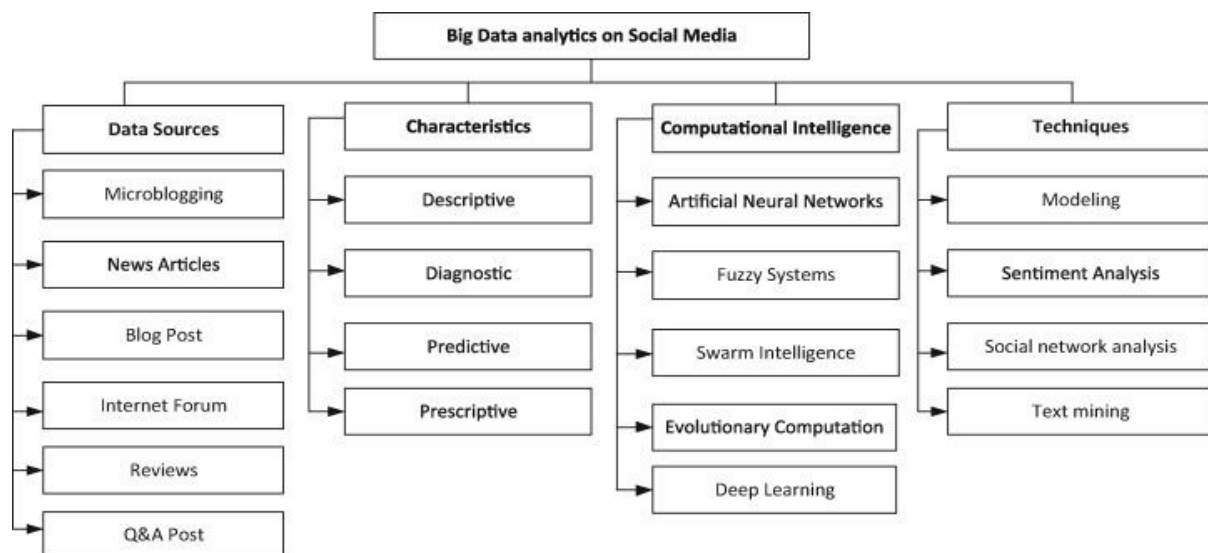 Big Data analytics on Social Media
Data Sources
Microblogging
News Articles
Blog Post
Internet Forum
Reviews
Q&A Post
Characteristics
Descriptive
Diagnostic
Predictive
Prescriptive
Computational Intelligence
Artificial Neural Networks
Fuzzy Systems
Swarm Intelligence
Evolutionary Computation
Deep Learning
Techniques
Modeling
Sentiment Analysis
Social network analysis
Text mining